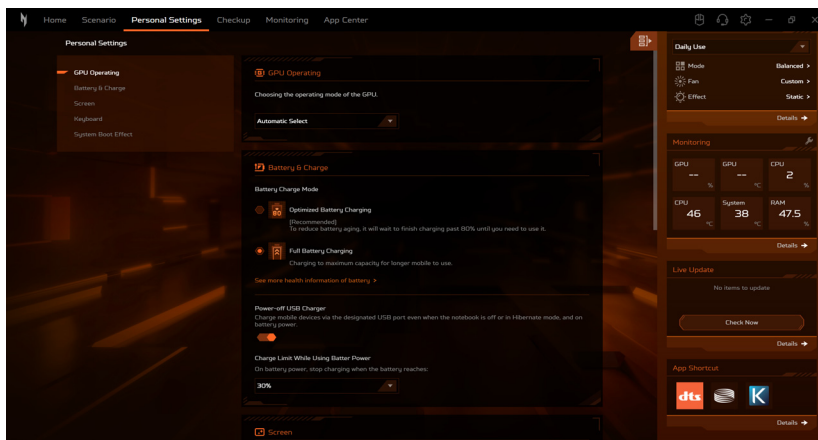 Home Scenario Personal Settings Checkup Monitoring App Center
Personal Settings
GPU Operating
Battery & Charge
Screen
Keyboard
System Boot Effect
GPU Operating
Choosing the operating mode of the GPU.
Automatic Select
Battery & Charge
Battery Charge Mode
80
Optimized Battery Charging
[Recommended]
To reduce battery aging, it will wait to finish charging past 80% until you need to use it.
Full Battery Charging
Charging to maximum capacity for longer mobile to use.
See more health information of battery >
Power-off USB Charger
Charge mobile devices via the designated USB port even when the notebook is off or in Hibernate mode, and on
battery power.
Charge Limit While Using Batter Power
On battery power, stop charging when the battery reaches:
30%
Screen
Daily Use
Mode Balanced >
Fan Custom >
Effect Static >
Details →
Monitoring
GPU GPU CPU
-- -- 2
% °C %
CPU System RAM
46 38 47.5
°C °C %
Details →
Live Update
No items to update
Check Now
Details →
App Shortcut
dts K
Details →